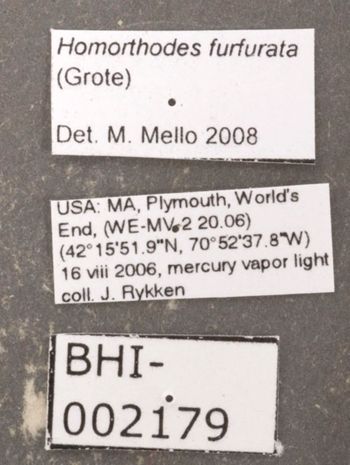 Homorthodes furfurata
(Grote)
Det. M. Mello 2008
USA: MA, Plymouth, World's
End, (WE-MV-2 20.06)
(42°15'51.9"N, 70°52'37.8"W)
16 viii 2006, mercury vapor light
coll. J. Rykken
BHI-
002179